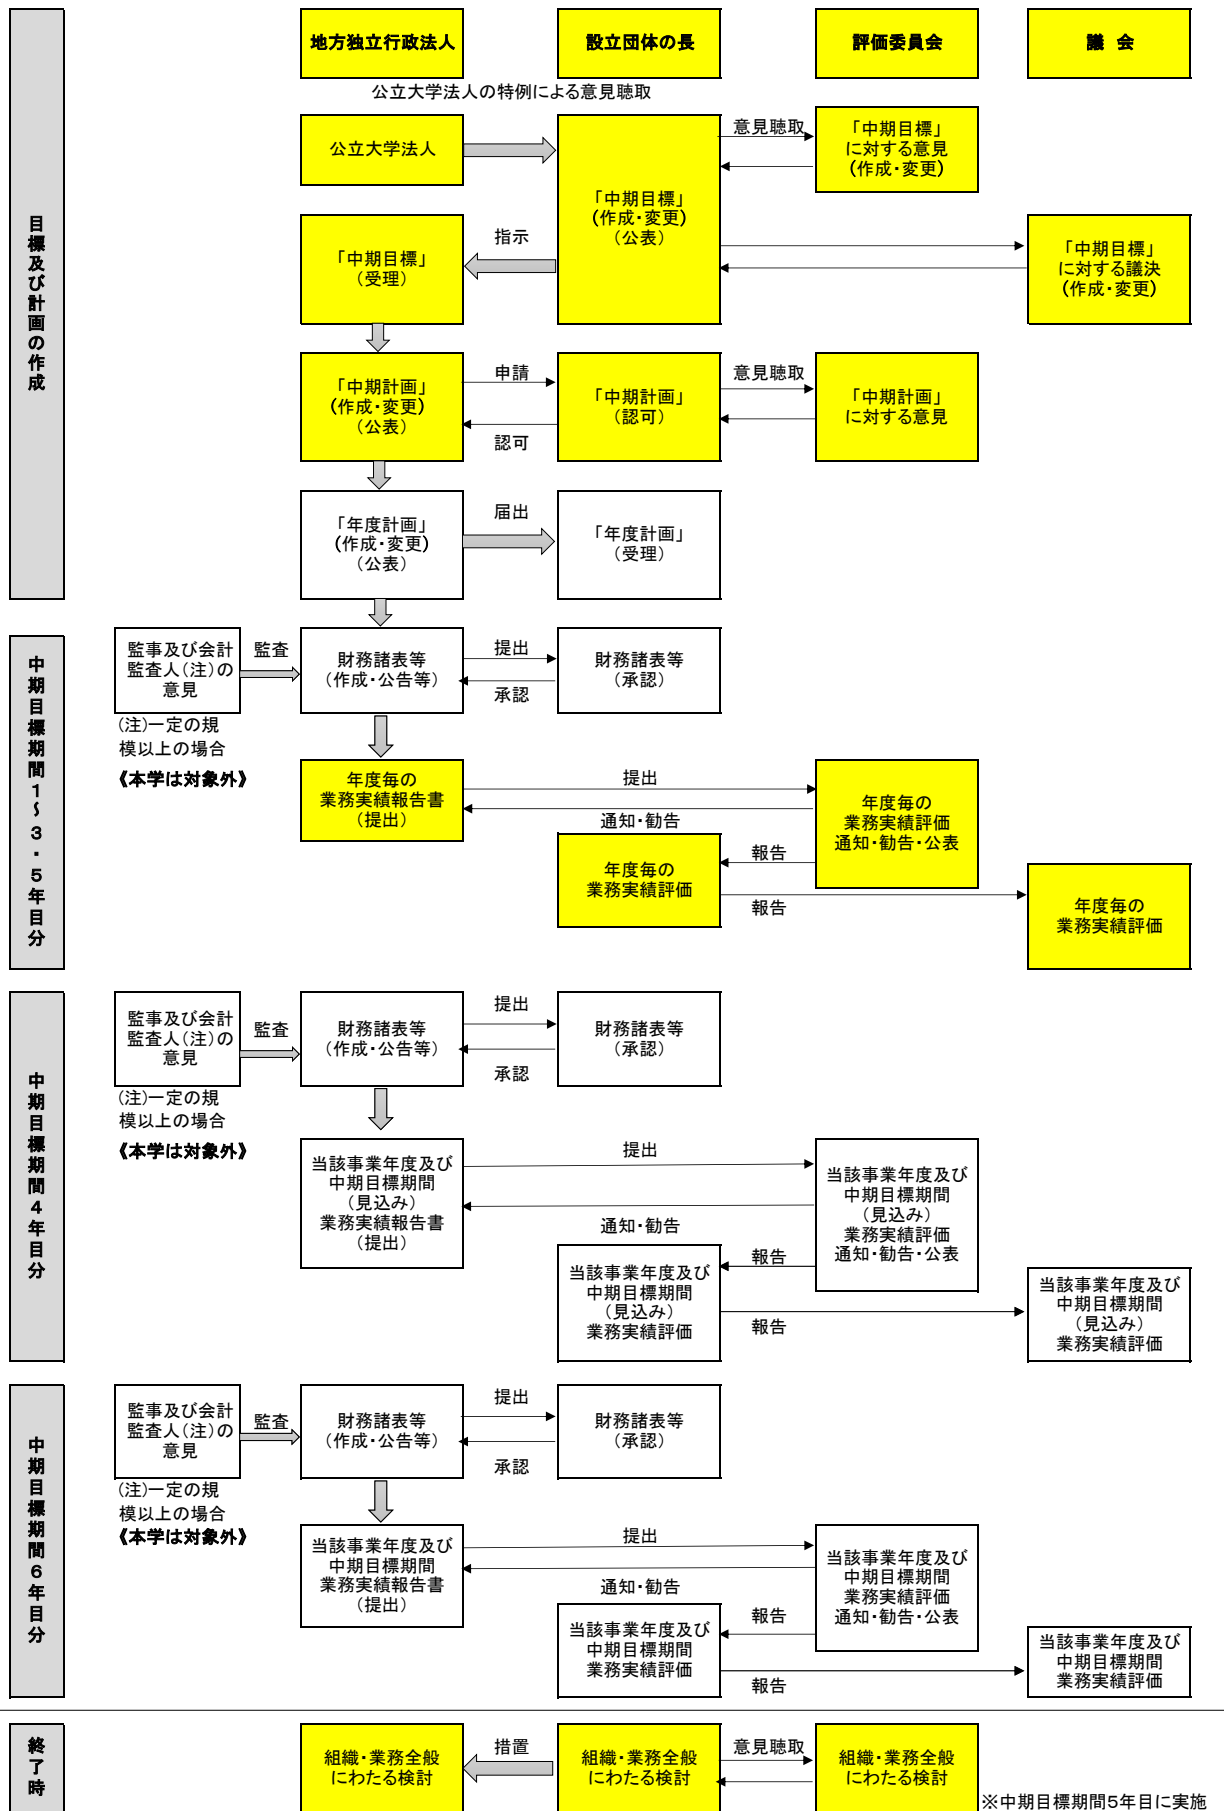 地方独立行政法人
設立団体の長
評価委員会
議 会
目標及び計画の作成
公立大学法人の特例による意見聴取
公立大学法人
意見聴取
「中期目標」
に対する意見
(作成・変更)
「中期目標」
(作成・変更)
(公表)
指示
「中期目標」
(受理)
「中期目標」
に対する議決
(作成・変更)
「中期計画」
(作成・変更)
(公表)
申請
認可
「中期計画」
(認可)
意見聴取
「中期計画」
に対する意見
「年度計画」
(作成・変更)
(公表)
届出
「年度計画」
(受理)
中期目標期間1~3・5年目分
監事及び会計
監査人(注)の
意見
監査
財務諸表等
(作成・公告等)
提出
承認
財務諸表等
(承認)
(注)一定の規
模以上の場合
《本学は対象外》
年度毎の
業務実績報告書
(提出)
提出
通知・勧告
年度毎の
業務実績評価
通知・勧告・公表
報告
年度毎の
業務実績評価
報告
年度毎の
業務実績評価
中期目標期間4年目分
監事及び会計
監査人(注)の
意見
監査
財務諸表等
(作成・公告等)
提出
承認
財務諸表等
(承認)
(注)一定の規
模以上の場合
《本学は対象外》
当該事業年度及び
中期目標期間
(見込み)
業務実績報告書
(提出)
提出
通知・勧告
当該事業年度及び
中期目標期間
(見込み)
業務実績評価
通知・勧告・公表
報告
当該事業年度及び
中期目標期間
(見込み)
業務実績評価
報告
当該事業年度及び
中期目標期間
(見込み)
業務実績評価
中期目標期間6年目分
監事及び会計
監査人(注)の
意見
監査
財務諸表等
(作成・公告等)
提出
承認
財務諸表等
(承認)
(注)一定の規
模以上の場合
《本学は対象外》
当該事業年度及び
中期目標期間
業務実績報告書
(提出)
提出
通知・勧告
当該事業年度及び
中期目標期間
業務実績評価
通知・勧告・公表
報告
当該事業年度及び
中期目標期間
業務実績評価
報告
当該事業年度及び
中期目標期間
業務実績評価
終了時
組織・業務全般
にわたる検討
措置
組織・業務全般
にわたる検討
意見聴取
組織・業務全般
にわたる検討
※中期目標期間5年目に実施